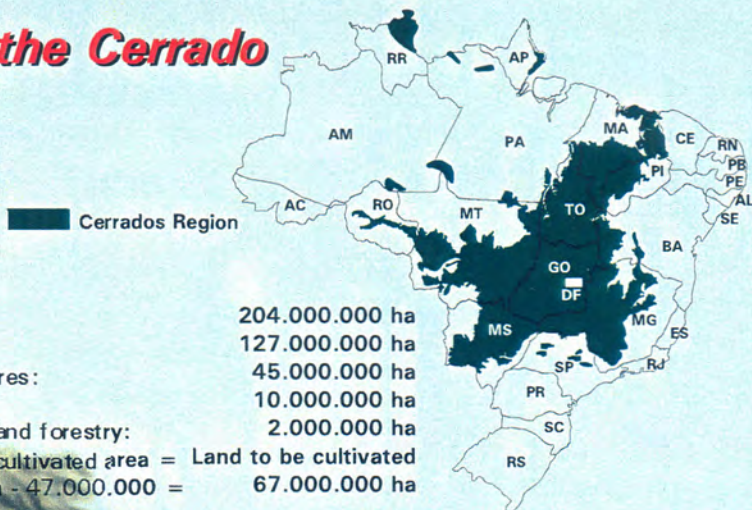 the Cerrado
RR
AP
AM
PA
MA
CE
RN
PB
PE
AL
SE
PI
AC
RO
MT
TO
BA
Cerrados Region
GO
DF
MG
ES
MS
SP
RJ
PR
SC
RS
204.000.000 ha
127.000.000 ha
res: 45.000.000 ha
10.000.000 ha
and forestry: 2.000.000 ha
cultivated area = Land to be cultivated
- 47.000.000 = 67.000.000 ha